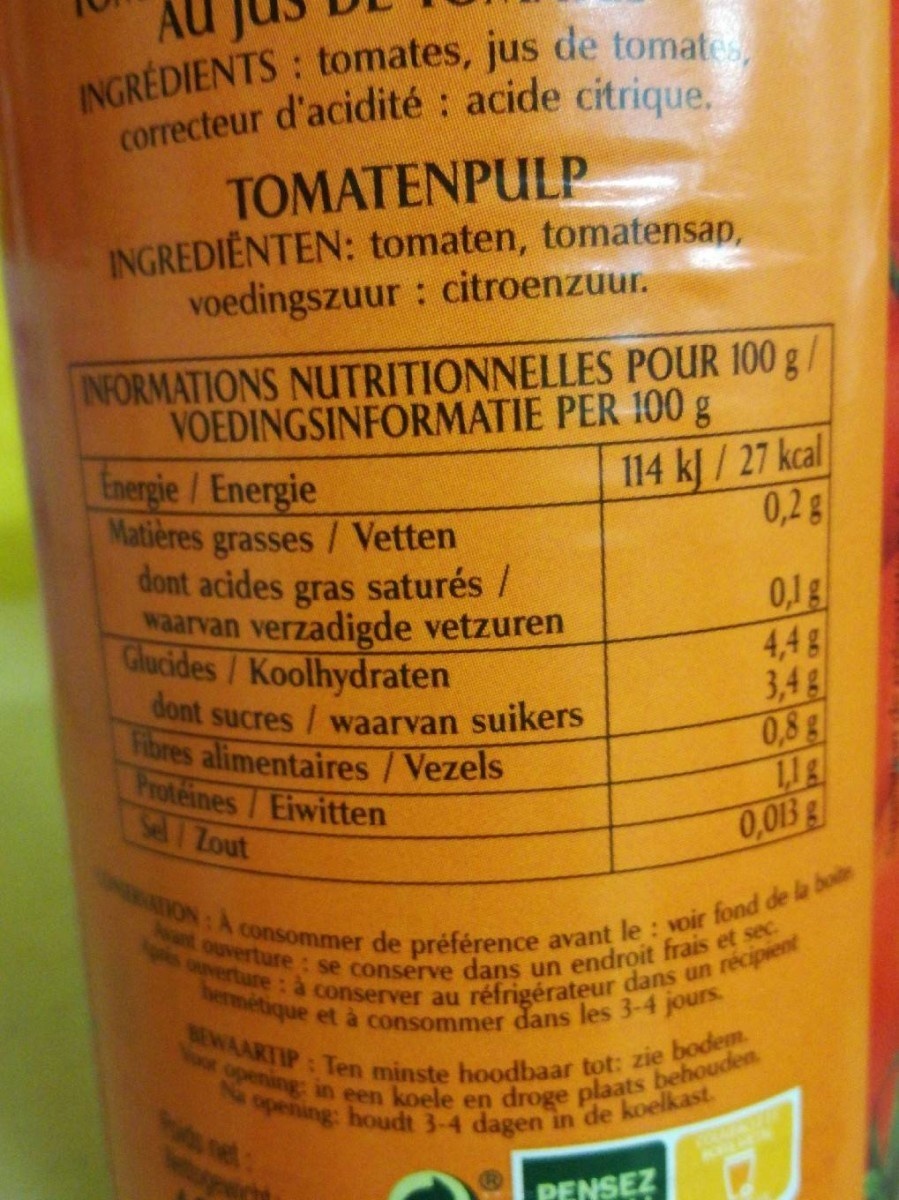 AU JUS DE
INGRÉDIENTS : tomates, jus de tomates,
correcteur d'acidité : acide citrique.
TOMATENPULP
INGREDIËNTEN: tomaten, tomatensap,
voedingszuur : citroenzuur.
INFORMATIONS NUTRITIONNELLES POUR 100 g /
VOEDINGSINFORMATIE PER 100 g
Énergie / Energie 114 kJ / 27 kcal
Matières grasses / Vetten 0,2 g
dont acides gras saturés /
waarvan verzadigde vetzuren 0,1 g
Glucides / Koolhydraten 4,4 g
dont sucres / waarvan suikers 3,4 g
Fibres alimentaires / Vezels 0,8 g
Protéines / Eiwitten 1,1 g
Sel / Zout 0,013 g
CONSERVATION : À consommer de préférence avant le : voir fond de la boîte.
Avant ouverture : se conserve dans un endroit frais et sec.
Après ouverture : à conserver au réfrigérateur dans un récipient
hermétique et à consommer dans les 3-4 jours.
BEWAARTIP : Ten minste hoodbaar tot: zie bodem.
Voor opening: in een koele en droge plaats behouden.
Na opening: houdt 3-4 dagen in de koelkast.
Poids net :
® PENSEZ